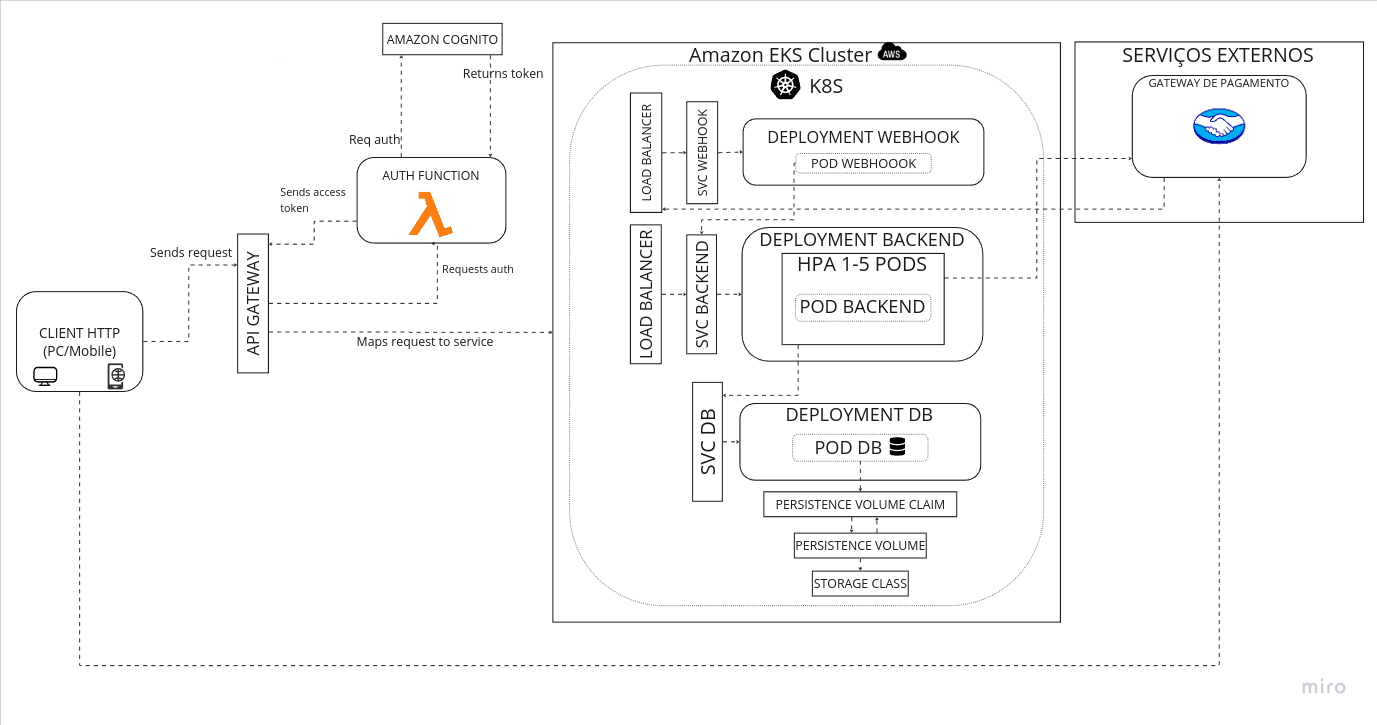 AMAZON COGNITO
Returns token
Req auth
AUTH FUNCTION
Sends access
token
Sends request
Requests auth
API GATEWAY
CLIENT HTTP
(PC/Mobile)
Maps request to service
Amazon EKS Cluster
AWS
K8S
LOAD BALANCER
SVC WEBHOOK
DEPLOYMENT WEBHOOK
POD WEBHOOOK
LOAD BALANCER
SVC BACKEND
DEPLOYMENT BACKEND
HPA 1-5 PODS
POD BACKEND
SVC DB
DEPLOYMENT DB
POD DB
PERSISTENCE VOLUME CLAIM
PERSISTENCE VOLUME
STORAGE CLASS
SERVIÇOS EXTERNOS
GATEWAY DE PAGAMENTO
miro